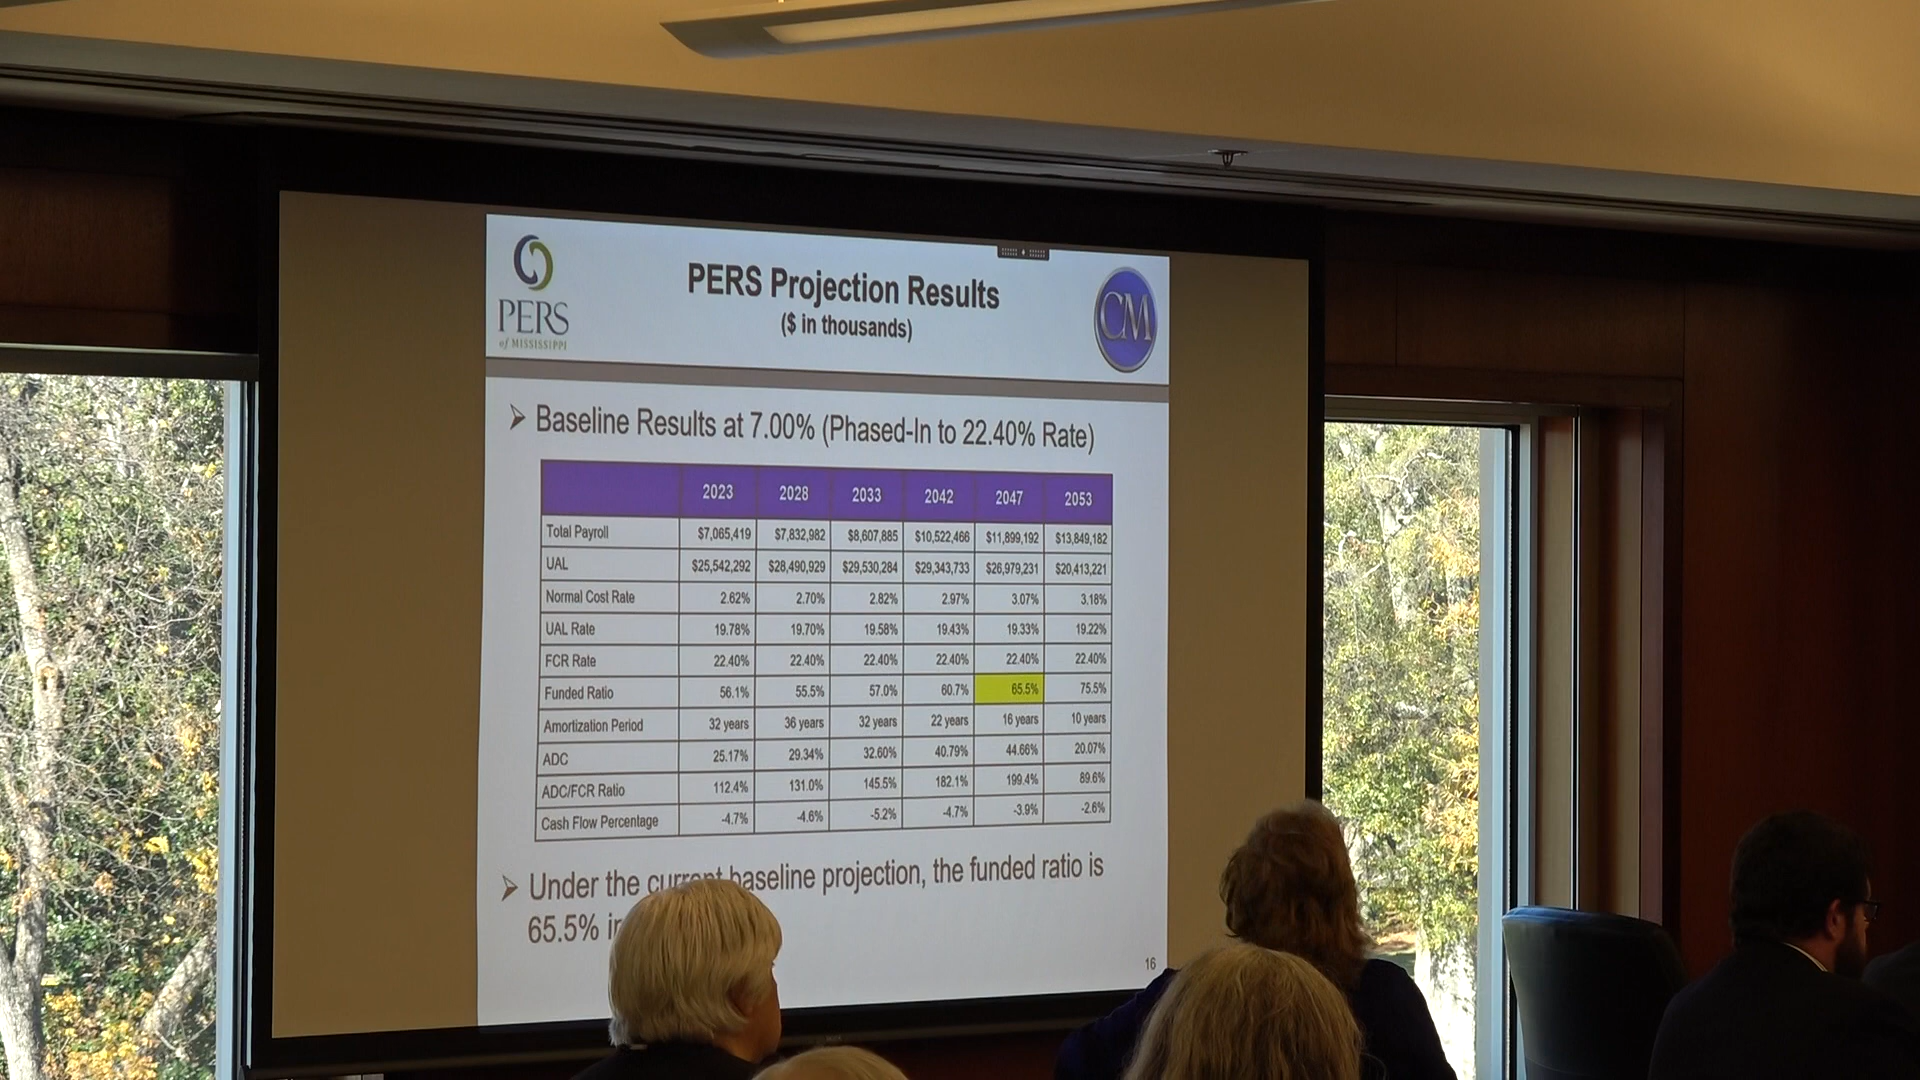 PERS
of MISSISSIPPI
PERS Projection Results
($ in thousands)
CM
➢ Baseline Results at 7.00% (Phased-In to 22.40% Rate)
2023 2028 2033 2042 2047 2053
Total Payroll $7,065,419 $7,832,982 $8,607,885 $10,522,466 $11,899,192 $13,849,182
UAL $25,542,292 $28,490,929 $29,530,284 $29,343,733 $26,979,231 $20,413,221
Normal Cost Rate 2.62% 2.70% 2.82% 2.97% 3.07% 3.18%
UAL Rate 19.78% 19.70% 19.58% 19.43% 19.33% 19.22%
FCR Rate 22.40% 22.40% 22.40% 22.40% 22.40% 22.40%
Funded Ratio 56.1% 55.5% 57.0% 60.7% 65.5% 75.5%
Amortization Period 32 years 36 years 32 years 22 years 16 years 10 years
ADC 25.17% 29.34% 32.60% 40.79% 44.66% 20.07%
ADC/FCR Ratio 112.4% 131.0% 145.5% 182.1% 199.4% 89.6%
Cash Flow Percentage -4.7% -4.6% -5.2% -4.7% -3.9% -2.6%
➢ Under the current baseline projection, the funded ratio is
65.5%
16